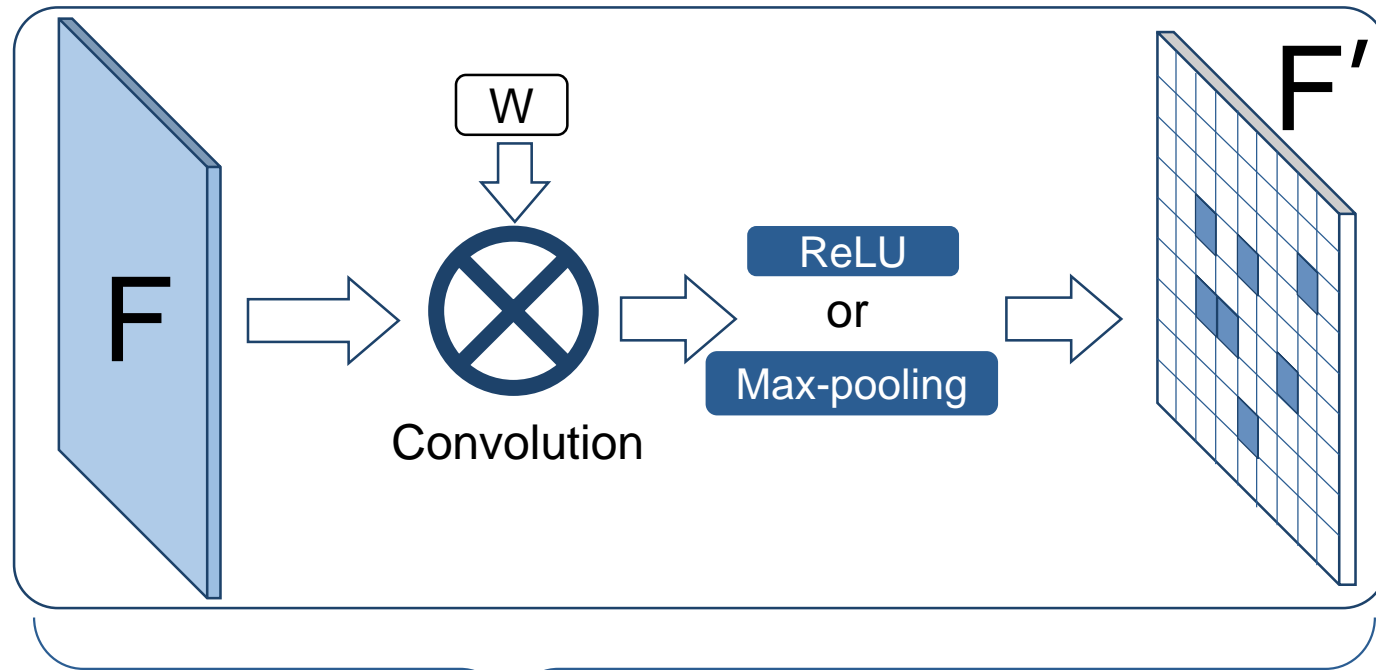 F
W
Convolution
ReLU
or
Max-pooling
F′